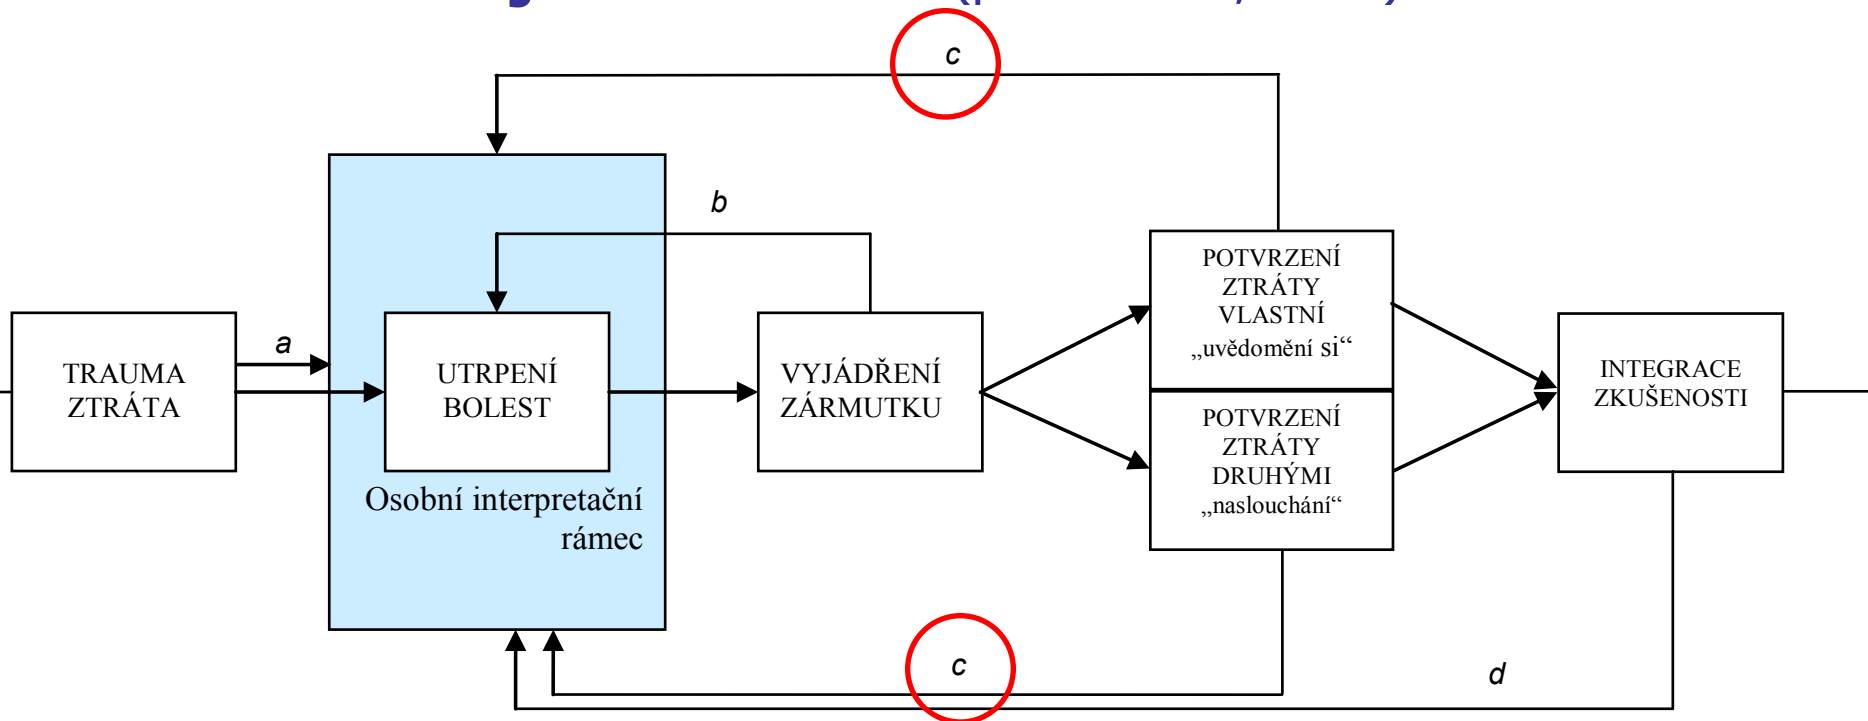 c
b
a
TRAUMA
ZTRÁTA
UTRPENÍ
BOLEST
Osobní interpretační
rámec
VYJÁDŘENÍ
ZÁRMUTKU
POTVRZENÍ
ZTRÁTY
VLASTNÍ
„uvědomění si“
POTVRZENÍ
ZTRÁTY
DRUHÝMI
„naslouchání“
INTEGRACE
ZKUŠENOSTI
c
d